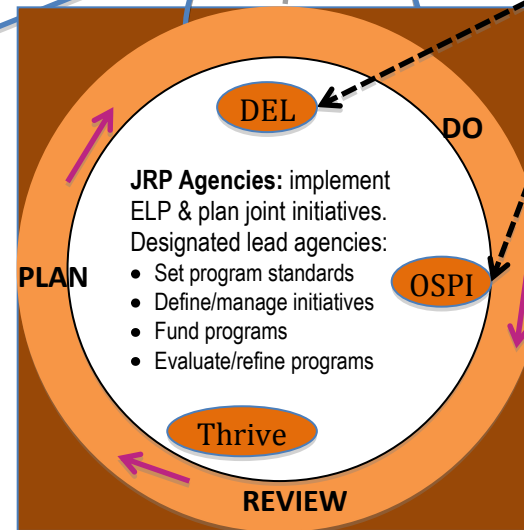 DEL
DO
JRP Agencies: implement
ELP & plan joint initiatives.
Designated lead agencies:
• Set program standards
• Define/manage initiatives
• Fund programs
• Evaluate/refine programs
PLAN
OSPI
Thrive
REVIEW